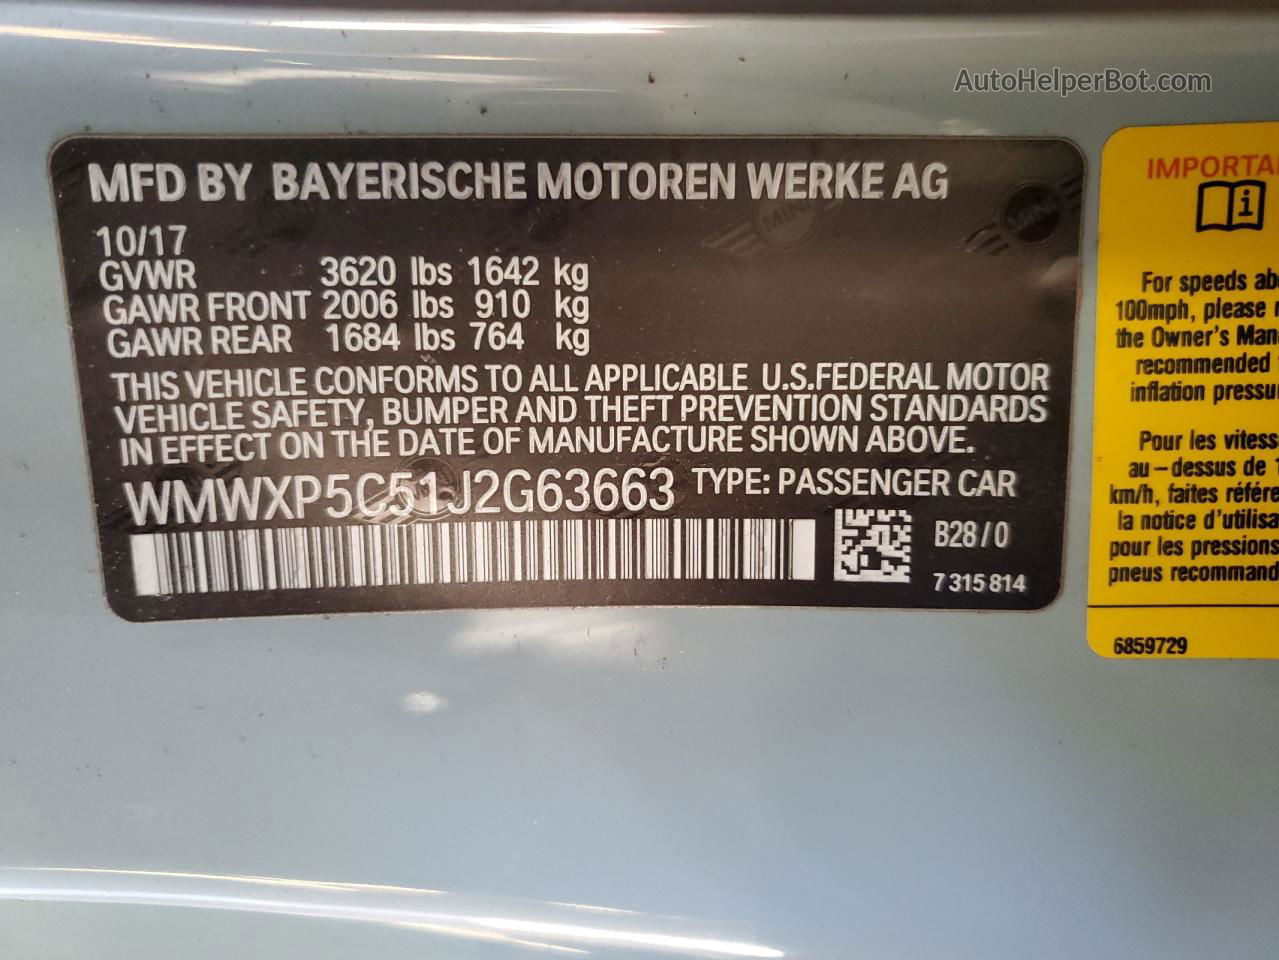 AutoHelperBot.com
MFD BY BAYERISCHE MOTOREN WERKE AG
MINI
MINI
10/17
GVWR 3620 lbs 1642 kg
GAWR FRONT 2006 lbs 910 kg
GAWR REAR 1684 lbs 764 kg
THIS VEHICLE CONFORMS TO ALL APPLICABLE U.S.FEDERAL MOTOR
VEHICLE SAFETY, BUMPER AND THEFT PREVENTION STANDARDS
IN EFFECT ON THE DATE OF MANUFACTURE SHOWN ABOVE.
WMWXP5C51J2G63663 TYPE: PASSENGER CAR
B28/0
7 315 814
IMPORTA
i
For speeds ab
100mph, please
the Owner's Man
recommended
inflation pressu
Pour les vitess
au-dessus de 1
km/h, faites référe
la notice d'utilisa
pour les pressions
pneus recommand
6859729